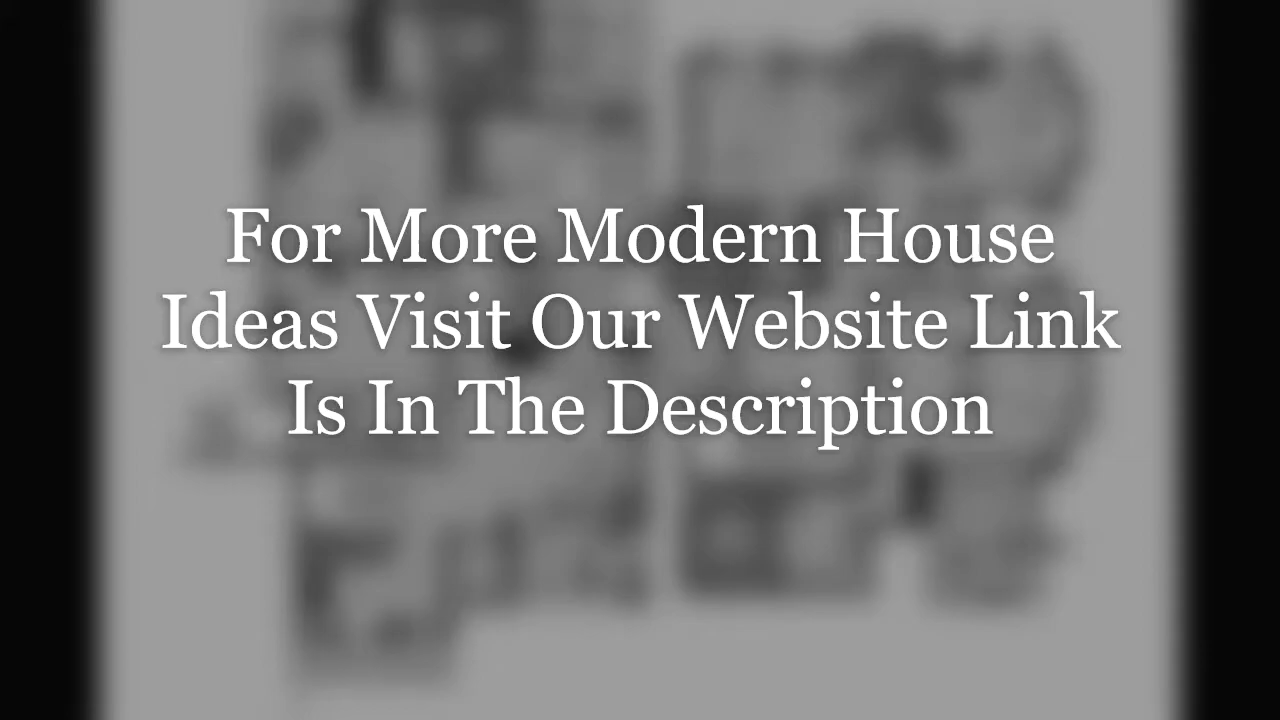 For More Modern House
Ideas Visit Our Website Link
Is In The Description